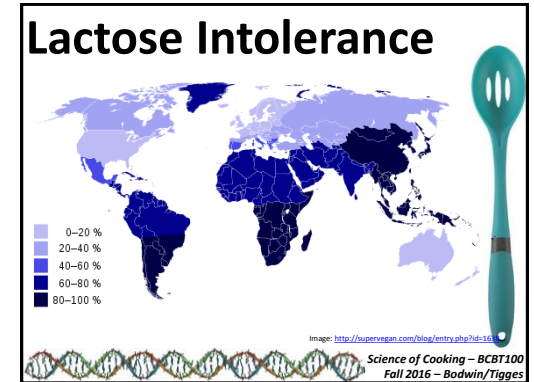 Lactose Intolerance
0–20 %
20–40 %
40–60 %
60–80 %
80–100 %
Image: http://supervegan.com/blog/entry.php?id=1638
Science of Cooking – BCBT100
Fall 2016 – Bodwin/Tigges